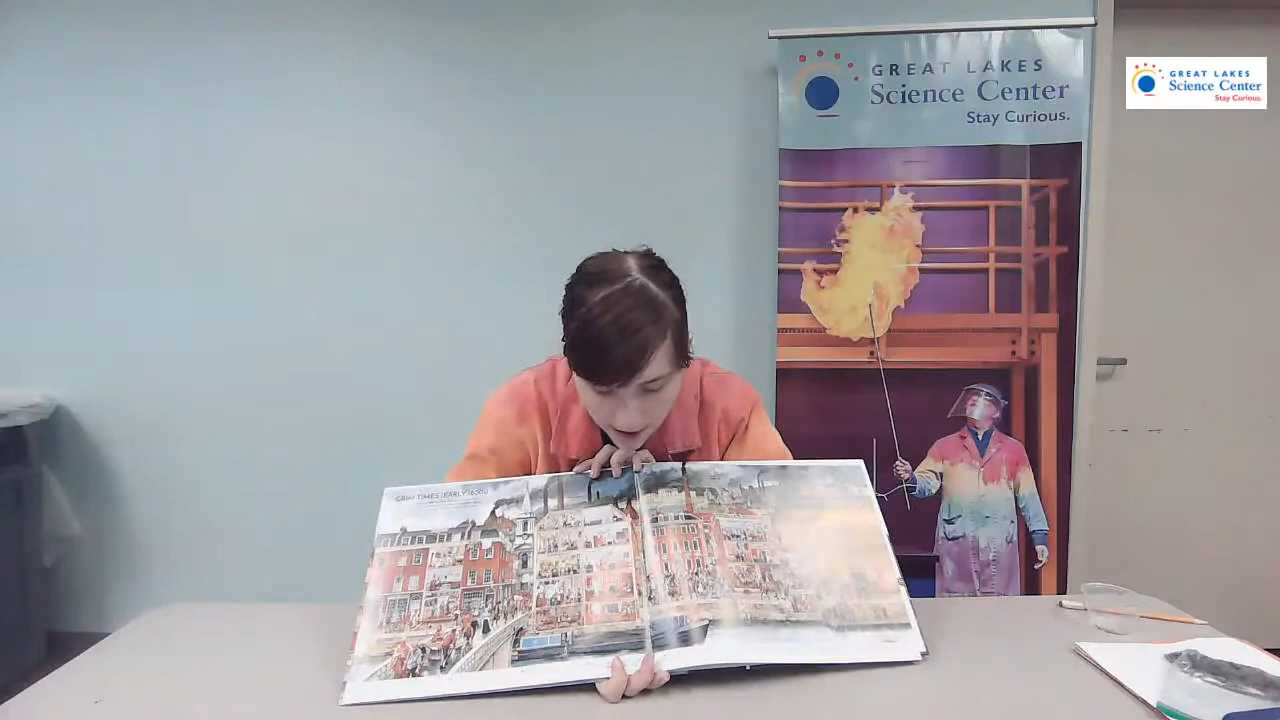 GREAT LAKES
Science Center
Stay Curious.
GREAT LAKES
Science Center
Stay Curious.
GRIM TIMES (EARLY 1800s)